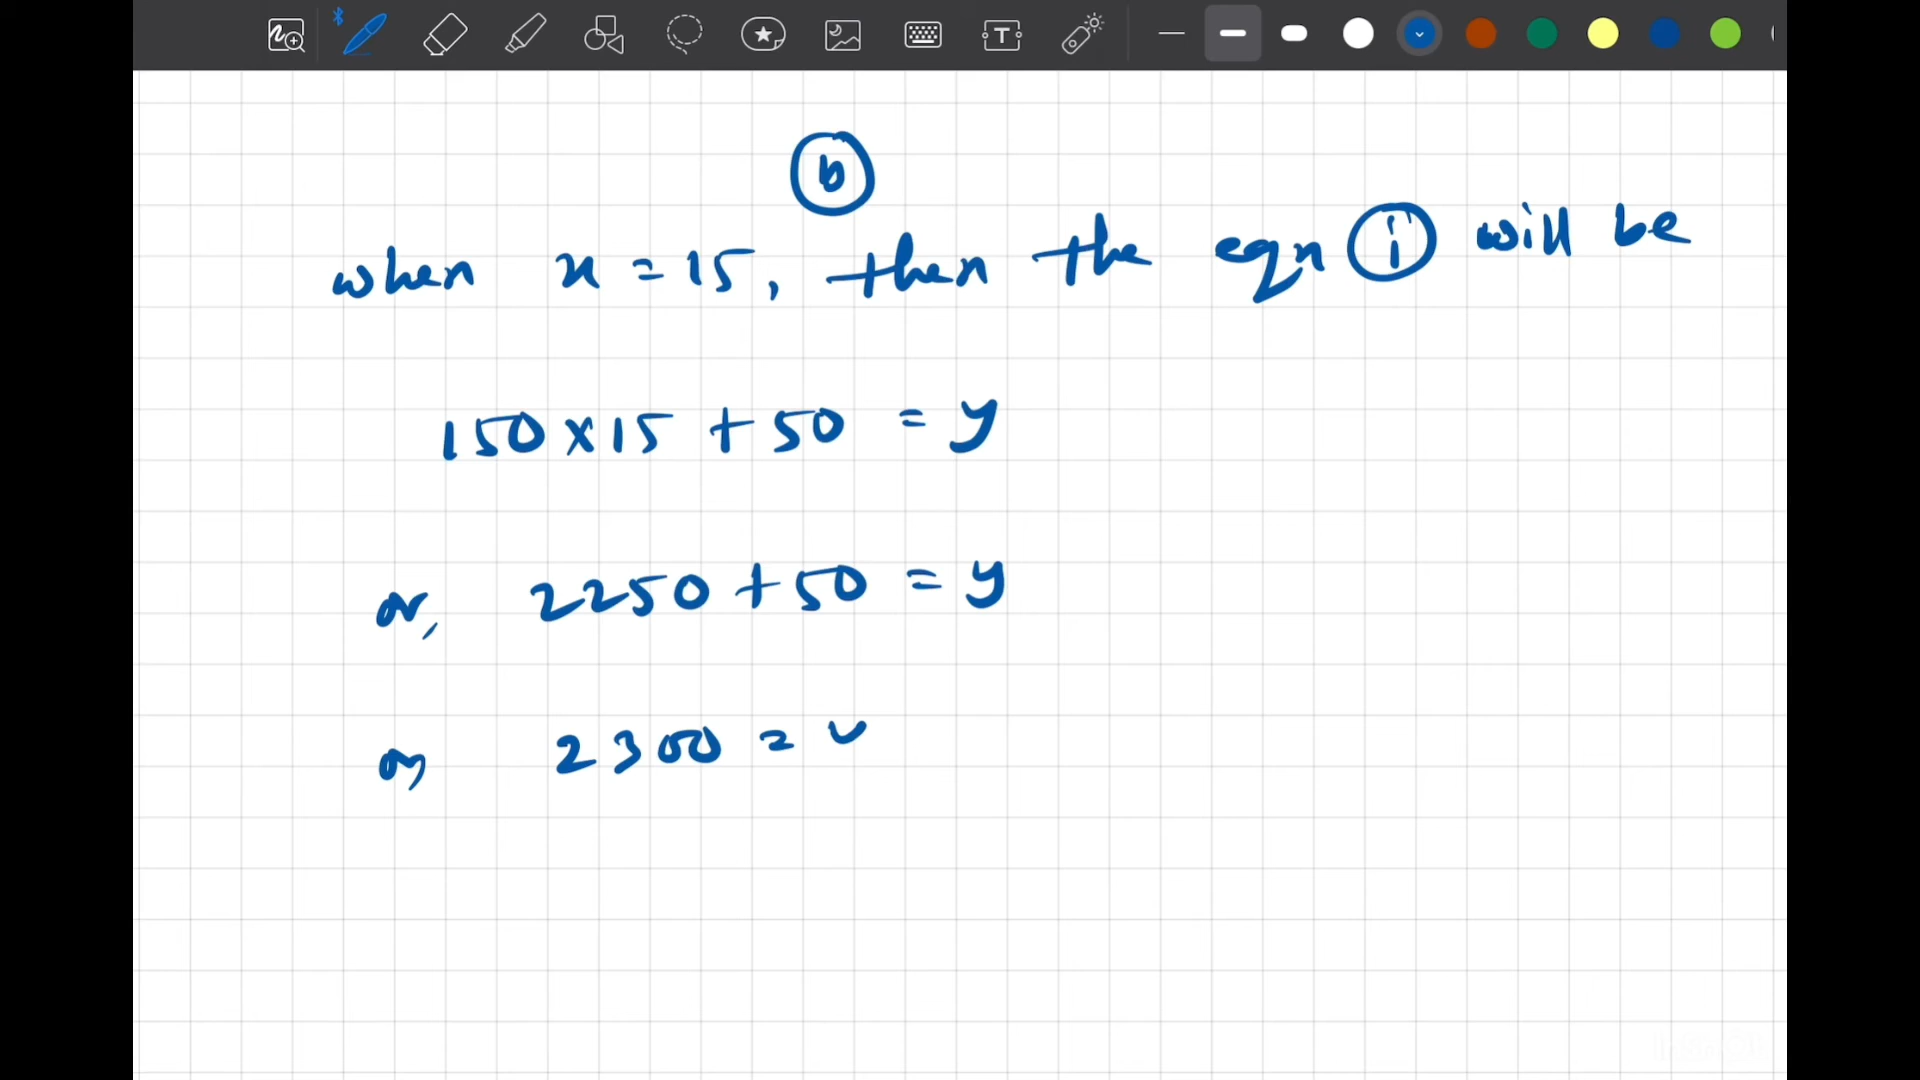 b
when x = 15, then the eqn i will be
150 x 15 + 50 = y
or, 2250 + 50 = y
or, 2300 =